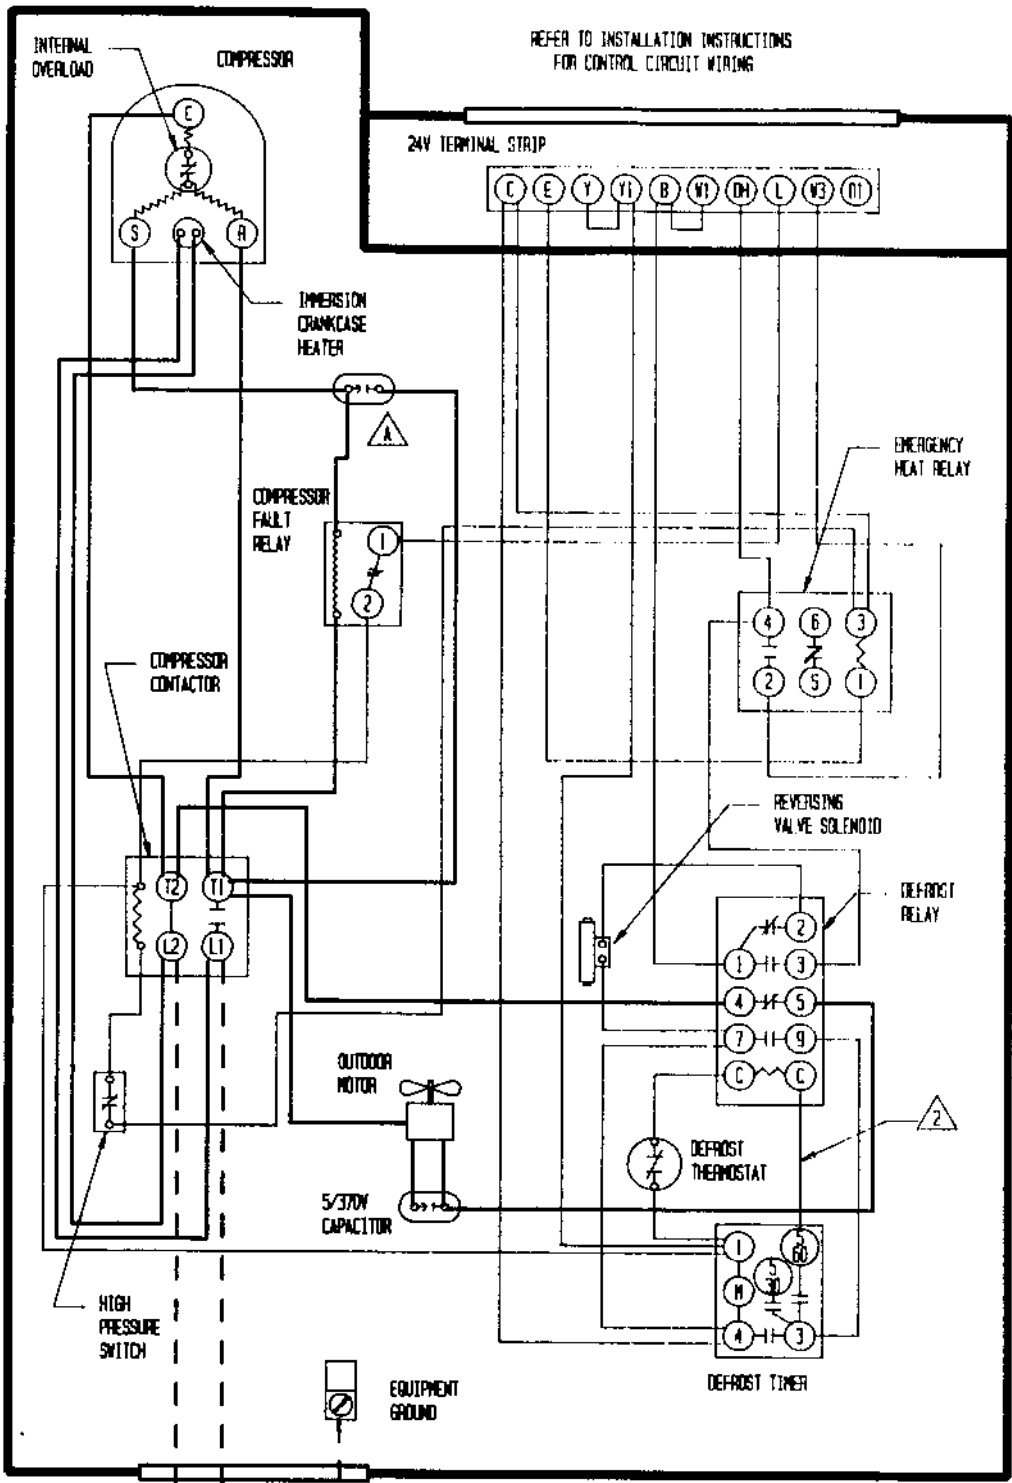 REFER TO INSTALLATION INSTRUCTIONS
FOR CONTROL CIRCUIT WIRING
INTERNAL
OVERLOAD
COMPRESSOR
C
S
R
24V TERMINAL STRIP
C E Y Y1 B W1 DH L W3 O1
IMMERSION
CRANKCASE
HEATER
A
EMERGENCY
HEAT RELAY
COMPRESSOR
FAULT
RELAY
1
2
4 6 3
2 5 1
COMPRESSOR
CONTACTOR
REVERSING
VALVE SOLENOID
T2 T1
L2 L1
DEFROST
RELAY
2
1 3
4 5
7 9
C C
OUTDOOR
MOTOR
2
DEFROST
THERMOSTAT
5/370V
CAPACITOR
1
5
60
5
30
M
4 3
HIGH
PRESSURE
SWITCH
DEFROST TIMER
EQUIPMENT
GROUND